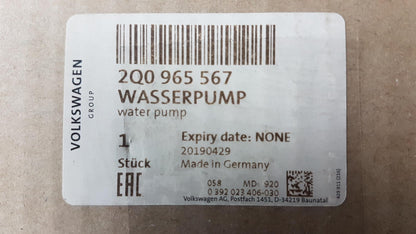 VOLKSWAGEN
GROUP
2Q0 965 567
WASSERPUMP
water pump
1
Stück
Expiry date: NONE
20190429
Made in Germany
EAC
058 MD: 920
0 392 023 406-030
Volkswagen AG, Postfach 1451, D-34219 Baunatal